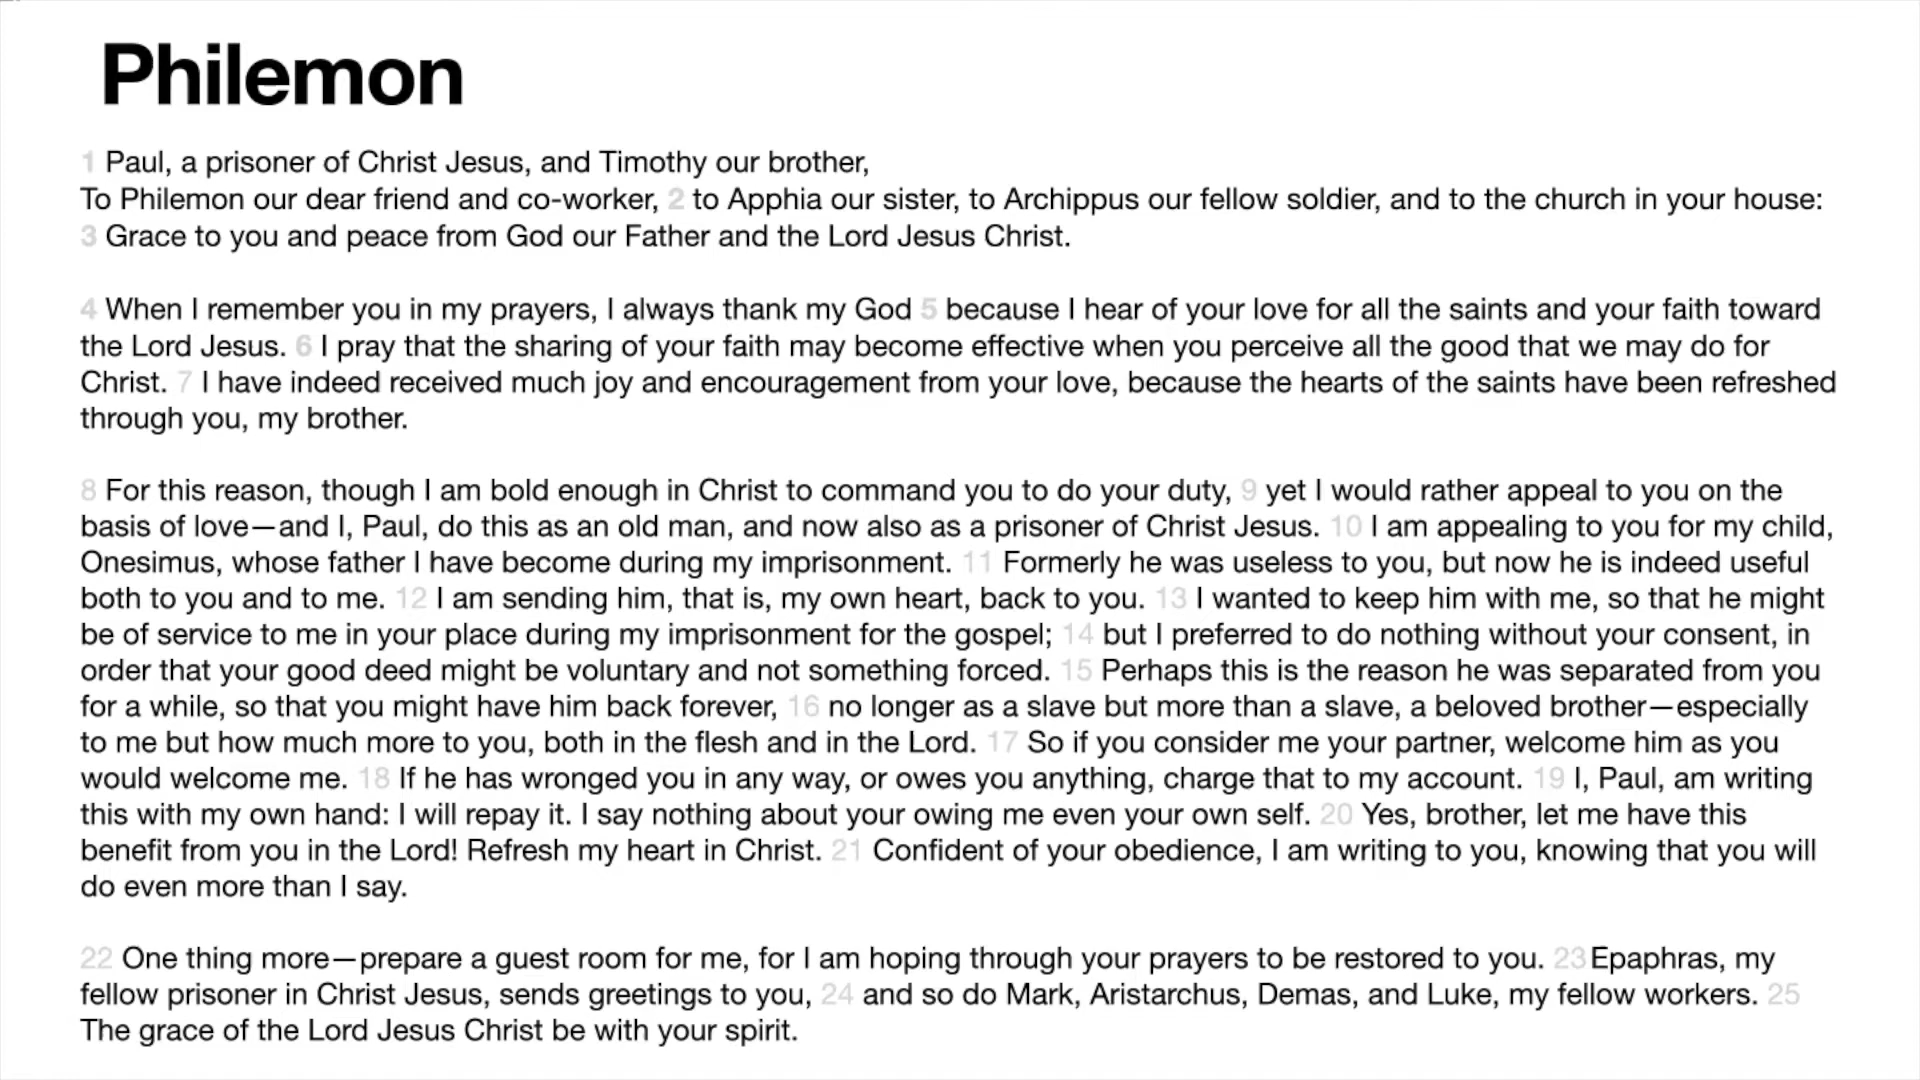 Philemon
1 Paul, a prisoner of Christ Jesus, and Timothy our brother,
To Philemon our dear friend and co-worker, 2 to Apphia our sister, to Archippus our fellow soldier, and to the church in your house:
3 Grace to you and peace from God our Father and the Lord Jesus Christ.
4 When I remember you in my prayers, I always thank my God 5 because I hear of your love for all the saints and your faith toward
the Lord Jesus. 6 I pray that the sharing of your faith may become effective when you perceive all the good that we may do for
Christ. 7 I have indeed received much joy and encouragement from your love, because the hearts of the saints have been refreshed
through you, my brother.
8 For this reason, though I am bold enough in Christ to command you to do your duty, 9 yet I would rather appeal to you on the
basis of love—and I, Paul, do this as an old man, and now also as a prisoner of Christ Jesus. 10 I am appealing to you for my child,
Onesimus, whose father I have become during my imprisonment. 11 Formerly he was useless to you, but now he is indeed useful
both to you and to me. 12 I am sending him, that is, my own heart, back to you. 13 I wanted to keep him with me, so that he might
be of service to me in your place during my imprisonment for the gospel; 14 but I preferred to do nothing without your consent, in
order that your good deed might be voluntary and not something forced. 15 Perhaps this is the reason he was separated from you
for a while, so that you might have him back forever, 16 no longer as a slave but more than a slave, a beloved brother—especially
to me but how much more to you, both in the flesh and in the Lord. 17 So if you consider me your partner, welcome him as you
would welcome me. 18 If he has wronged you in any way, or owes you anything, charge that to my account. 19 I, Paul, am writing
this with my own hand: I will repay it. I say nothing about your owing me even your own self. 20 Yes, brother, let me have this
benefit from you in the Lord! Refresh my heart in Christ. 21 Confident of your obedience, I am writing to you, knowing that you will
do even more than I say.
22 One thing more—prepare a guest room for me, for I am hoping through your prayers to be restored to you. 23 Epaphras, my
fellow prisoner in Christ Jesus, sends greetings to you, 24 and so do Mark, Aristarchus, Demas, and Luke, my fellow workers. 25
The grace of the Lord Jesus Christ be with your spirit.